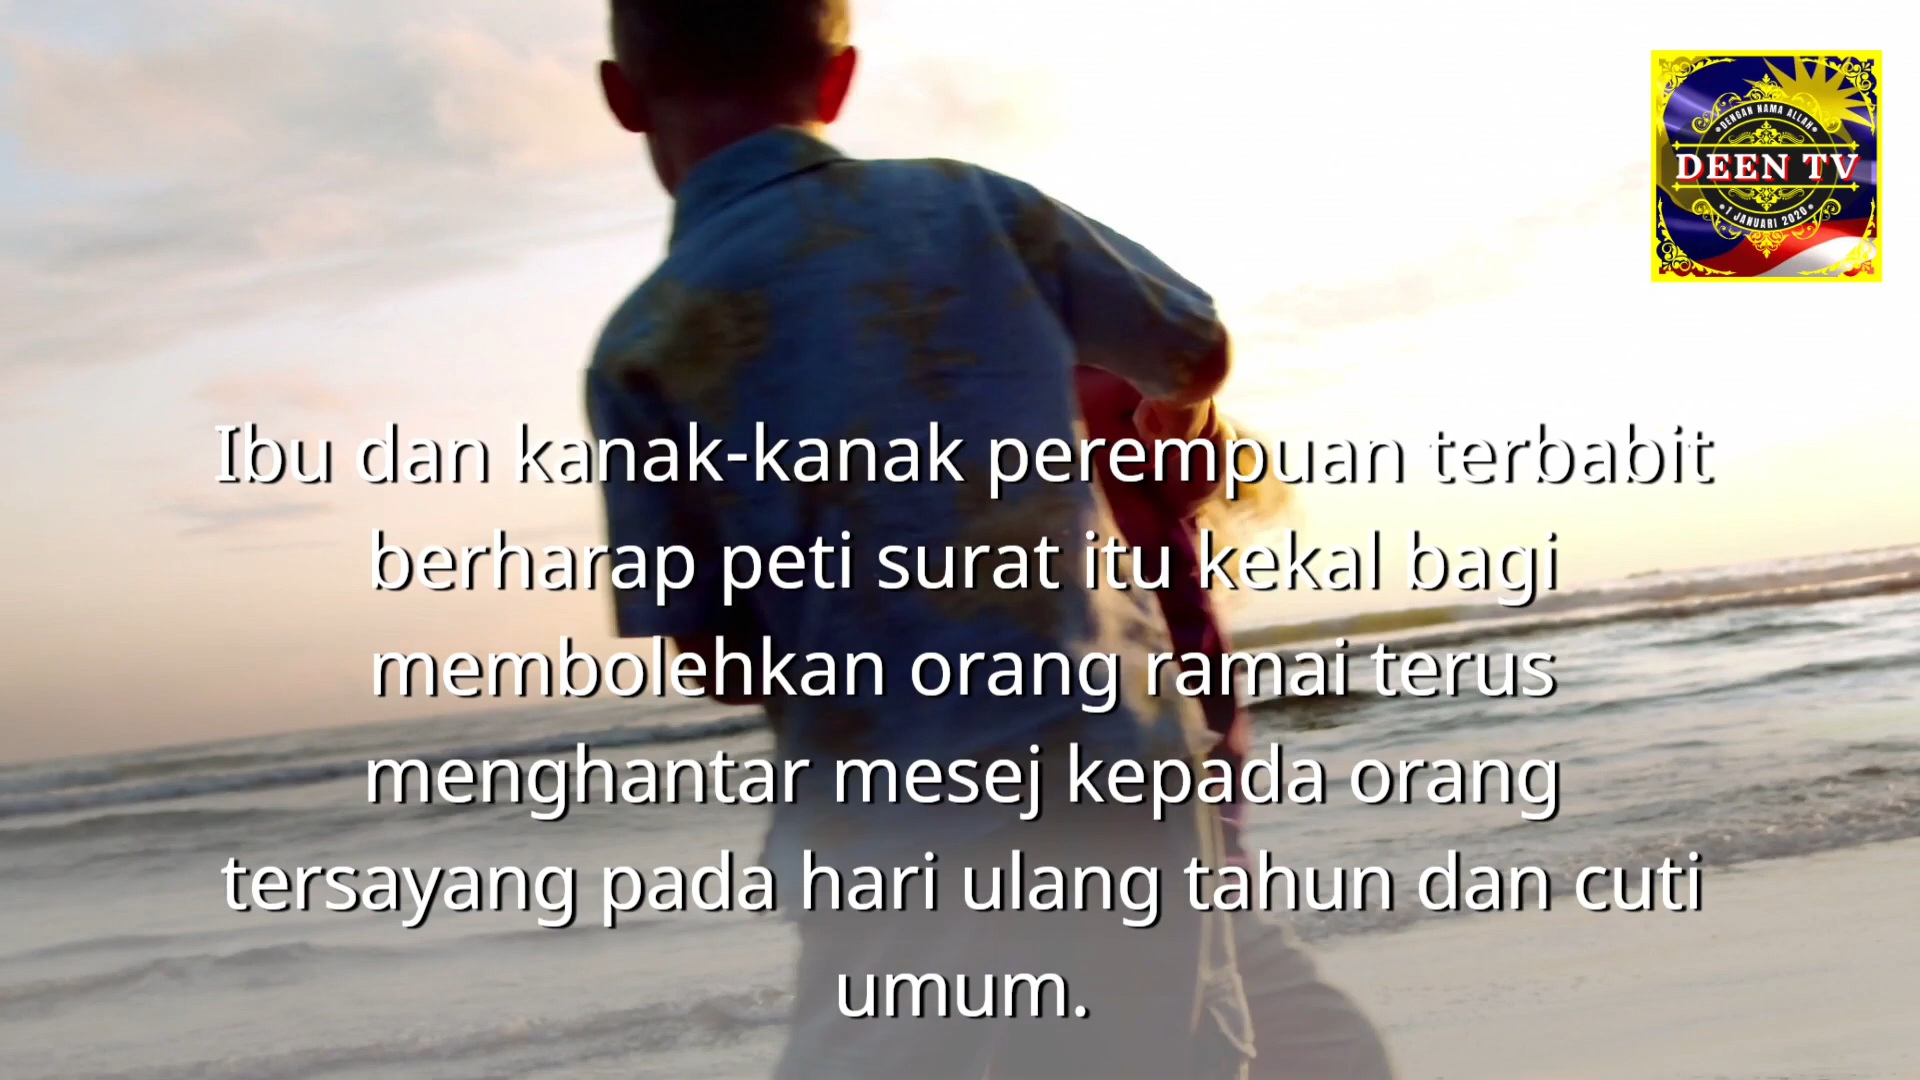 DENGAN NAMA ALLAH
DEEN TV
1 JANUARI 2020
Ibu dan kanak-kanak perempuan terbabit
berharap peti surat itu kekal bagi
membolehkan orang ramai terus
menghantar mesej kepada orang
tersayang pada hari ulang tahun dan cuti
umum.